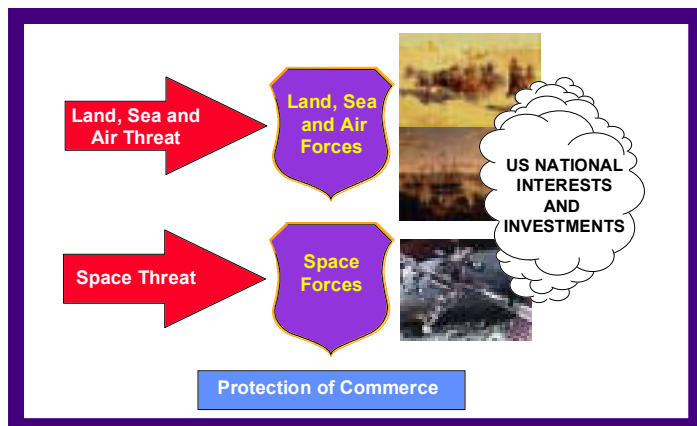 Land, Sea and
Air Threat
Land, Sea
and Air
Forces
US NATIONAL
INTERESTS
AND
INVESTMENTS
Space Threat
Space
Forces
Protection of Commerce